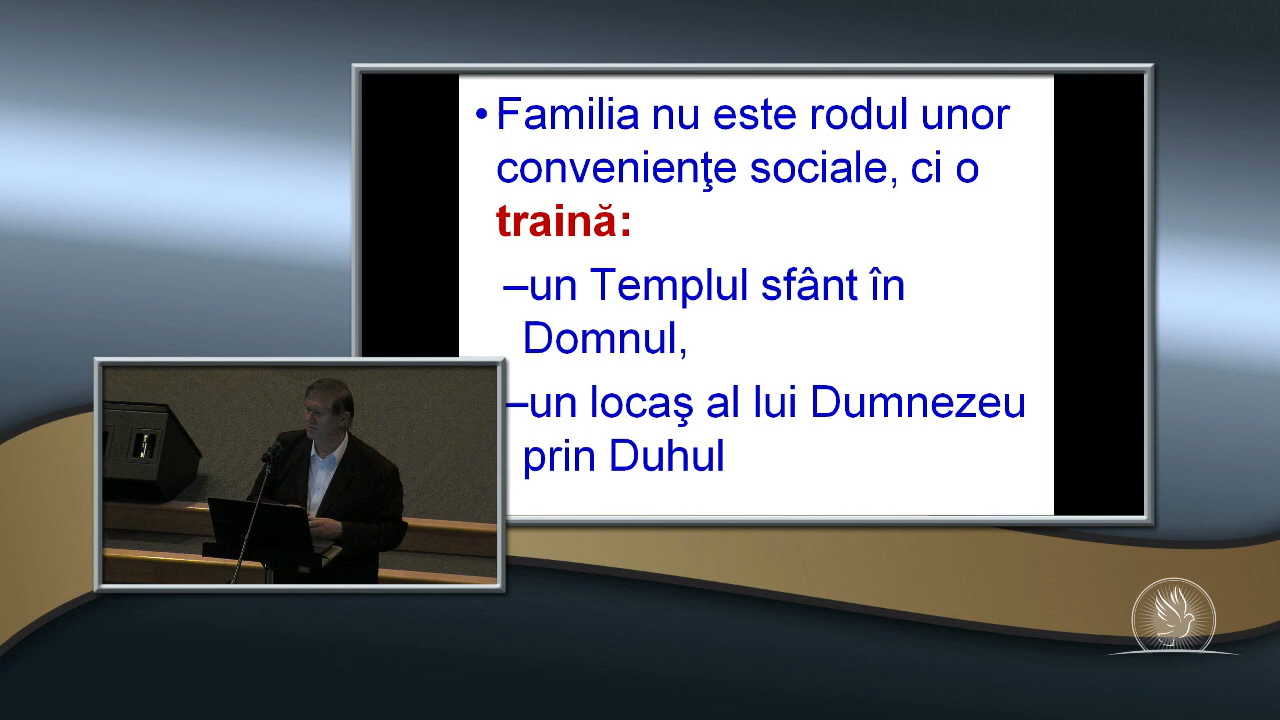 •Familia nu este rodul unor
convenienţe sociale, ci o
traină:
–un Templul sfânt în
Domnul,
–un locaş al lui Dumnezeu
prin Duhul